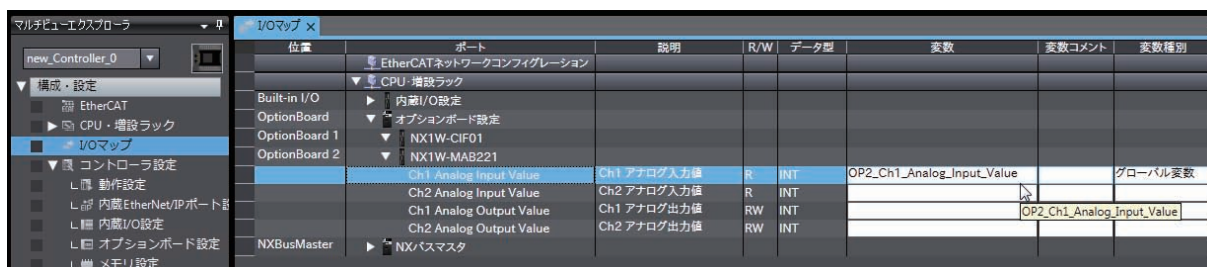 マルチビューエクスプローラ
new_Controller_0
構成・設定
EtherCAT
CPU・増設ラック
I/Oマップ
コントローラ設定
動作設定
内蔵EtherNet/IPポート設
内蔵I/O設定
オプションボード設定
メモリ設定
I/Oマップ
位置 ポート 説明 R/W データ型 変数 変数コメント 変数種別
EtherCATネットワークコンフィグレーション
CPU・増設ラック
Built-in I/O 内蔵I/O設定
OptionBoard オプションボード設定
OptionBoard 1 NX1W-CIF01
OptionBoard 2 NX1W-MAB221
Ch1 Analog Input Value Ch1 アナログ入力値 R INT OP2_Ch1_Analog_Input_Value グローバル変数
Ch2 Analog Input Value Ch2 アナログ入力値 R INT
Ch1 Analog Output Value Ch1 アナログ出力値 RW INT OP2_Ch1_Analog_Input_Value
Ch2 Analog Output Value Ch2 アナログ出力値 RW INT
NXBusMaster NXバスマスタ